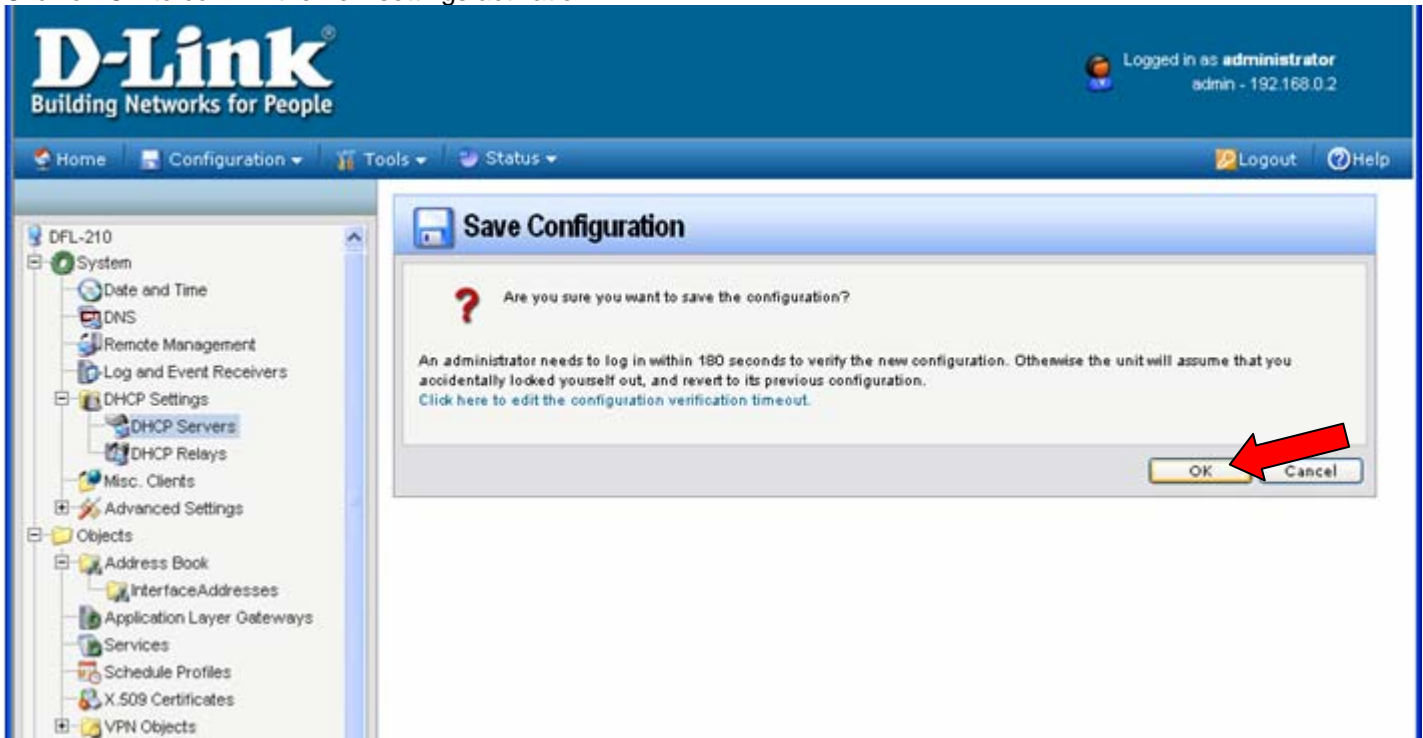 D-Link®
Building Networks for People
Logged in as administrator
admin - 192.168.0.2
Home Configuration Tools Status Logout Help
DFL-210
System
Date and Time
DNS
Remote Management
Log and Event Receivers
DHCP Settings
DHCP Servers
DHCP Relays
Misc. Clients
Advanced Settings
Objects
Address Book
InterfaceAddresses
Application Layer Gateways
Services
Schedule Profiles
X.509 Certificates
VPN Objects
Save Configuration
Are you sure you want to save the configuration?
An administrator needs to log in within 180 seconds to verify the new configuration. Otherwise the unit will assume that you
accidentally locked yourself out, and revert to its previous configuration.
Click here to edit the configuration verification timeout.
OK Cancel